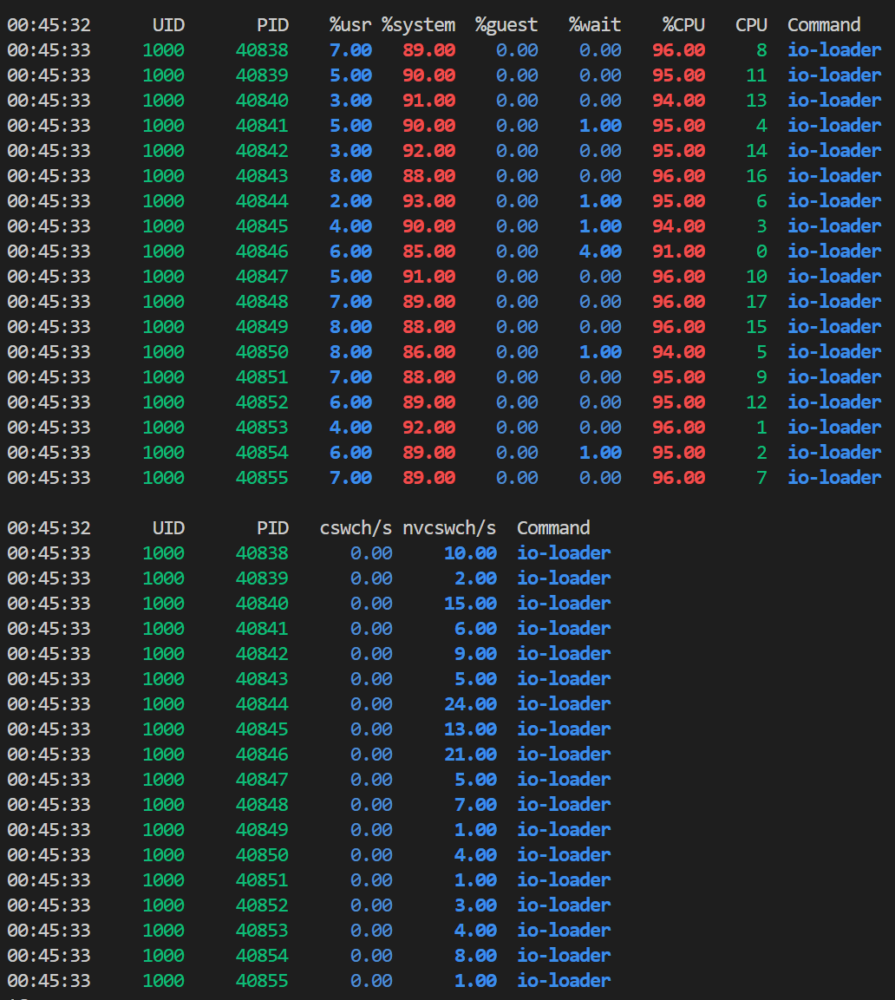 00:45:32 UID PID %usr %system %guest %wait %CPU CPU Command
00:45:33 1000 40838 7.00 89.00 0.00 0.00 96.00 8 io-loader
00:45:33 1000 40839 5.00 90.00 0.00 0.00 95.00 11 io-loader
00:45:33 1000 40840 3.00 91.00 0.00 0.00 94.00 13 io-loader
00:45:33 1000 40841 5.00 90.00 0.00 1.00 95.00 4 io-loader
00:45:33 1000 40842 3.00 92.00 0.00 0.00 95.00 14 io-loader
00:45:33 1000 40843 8.00 88.00 0.00 0.00 96.00 16 io-loader
00:45:33 1000 40844 2.00 93.00 0.00 1.00 95.00 6 io-loader
00:45:33 1000 40845 4.00 90.00 0.00 1.00 94.00 3 io-loader
00:45:33 1000 40846 6.00 85.00 0.00 4.00 91.00 0 io-loader
00:45:33 1000 40847 5.00 91.00 0.00 0.00 96.00 10 io-loader
00:45:33 1000 40848 7.00 89.00 0.00 0.00 96.00 17 io-loader
00:45:33 1000 40849 8.00 88.00 0.00 0.00 96.00 15 io-loader
00:45:33 1000 40850 8.00 86.00 0.00 1.00 94.00 5 io-loader
00:45:33 1000 40851 7.00 88.00 0.00 0.00 95.00 9 io-loader
00:45:33 1000 40852 6.00 89.00 0.00 0.00 95.00 12 io-loader
00:45:33 1000 40853 4.00 92.00 0.00 0.00 96.00 1 io-loader
00:45:33 1000 40854 6.00 89.00 0.00 1.00 95.00 2 io-loader
00:45:33 1000 40855 7.00 89.00 0.00 0.00 96.00 7 io-loader
00:45:32 UID PID cswch/s nvcswch/s Command
00:45:33 1000 40838 0.00 10.00 io-loader
00:45:33 1000 40839 0.00 2.00 io-loader
00:45:33 1000 40840 0.00 15.00 io-loader
00:45:33 1000 40841 0.00 6.00 io-loader
00:45:33 1000 40842 0.00 9.00 io-loader
00:45:33 1000 40843 0.00 5.00 io-loader
00:45:33 1000 40844 0.00 24.00 io-loader
00:45:33 1000 40845 0.00 13.00 io-loader
00:45:33 1000 40846 0.00 21.00 io-loader
00:45:33 1000 40847 0.00 5.00 io-loader
00:45:33 1000 40848 0.00 7.00 io-loader
00:45:33 1000 40849 0.00 1.00 io-loader
00:45:33 1000 40850 0.00 4.00 io-loader
00:45:33 1000 40851 0.00 1.00 io-loader
00:45:33 1000 40852 0.00 3.00 io-loader
00:45:33 1000 40853 0.00 4.00 io-loader
00:45:33 1000 40854 0.00 8.00 io-loader
00:45:33 1000 40855 0.00 1.00 io-loader